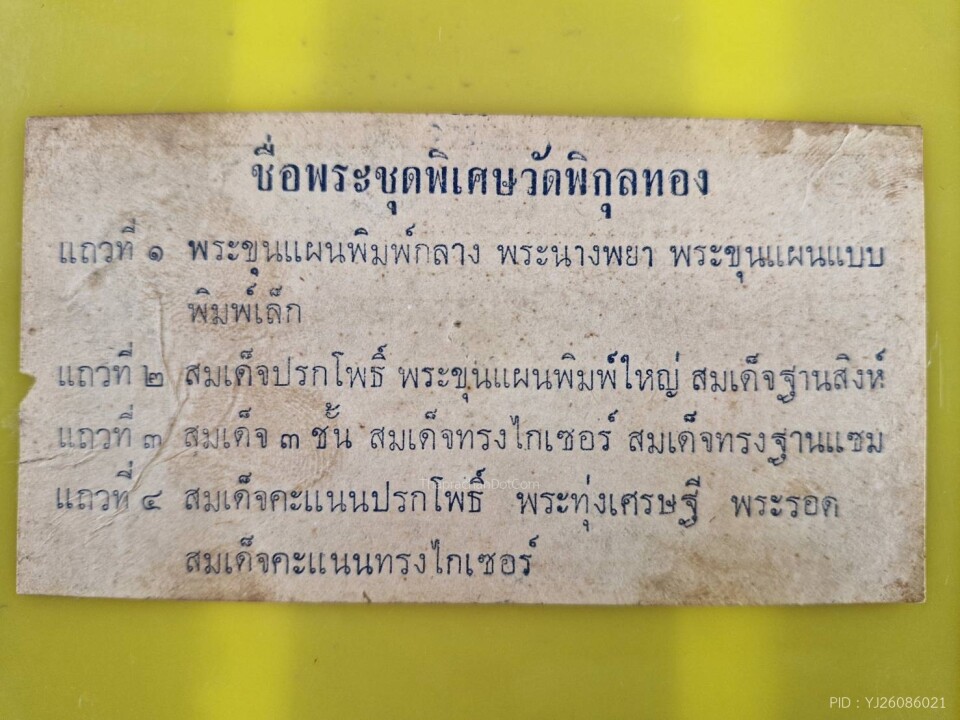 ชื่อพระชุดพิเศษวัดพิกุลทอง
แถวที่ ๑ พระขุนแผนพิมพ์กลาง พระนางพยา พระขุนแผนแบบ
พิมพ์เล็ก
แถวที่ ๒ สมเด็จปรกโพธิ์ พระขุนแผนพิมพ์ใหญ่ สมเด็จฐานสิงห์
แถวที่ ๓ สมเด็จ ๓ ชั้น สมเด็จทรงไกเซอร์ สมเด็จทรงฐานแซม
ThaprachanDotCom
แถวที่ ๔ สมเด็จคะแนนปรกโพธิ์ พระทุ่งเศรษฐี พระรอด
สมเด็จคะแนนทรงไกเซอร์
PID : YJ26086021